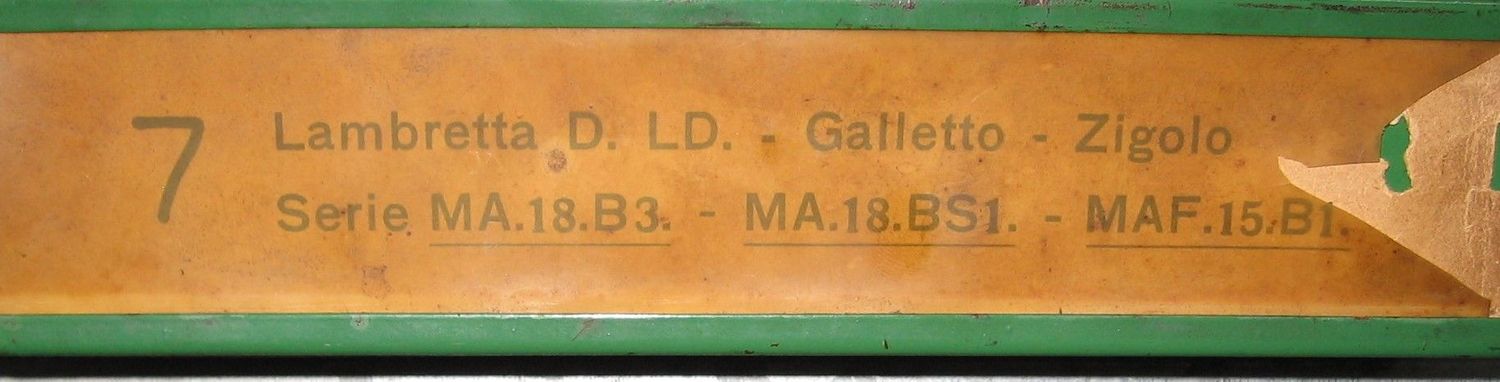 7
Lambretta D. LD. - Galletto - Zigolo
Serie MA.18.B3. - MA.18.BS1. - MAF.15.B1.